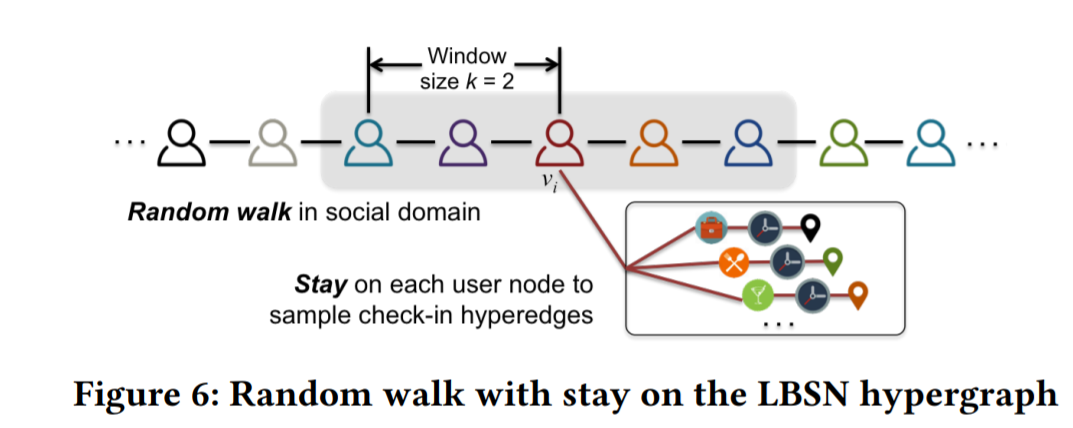 Window
size k = 2
...
...
vi
Random walk in social domain
Stay on each user node to
sample check-in hyperedges
...
Figure 6: Random walk with stay on the LBSN hypergraph